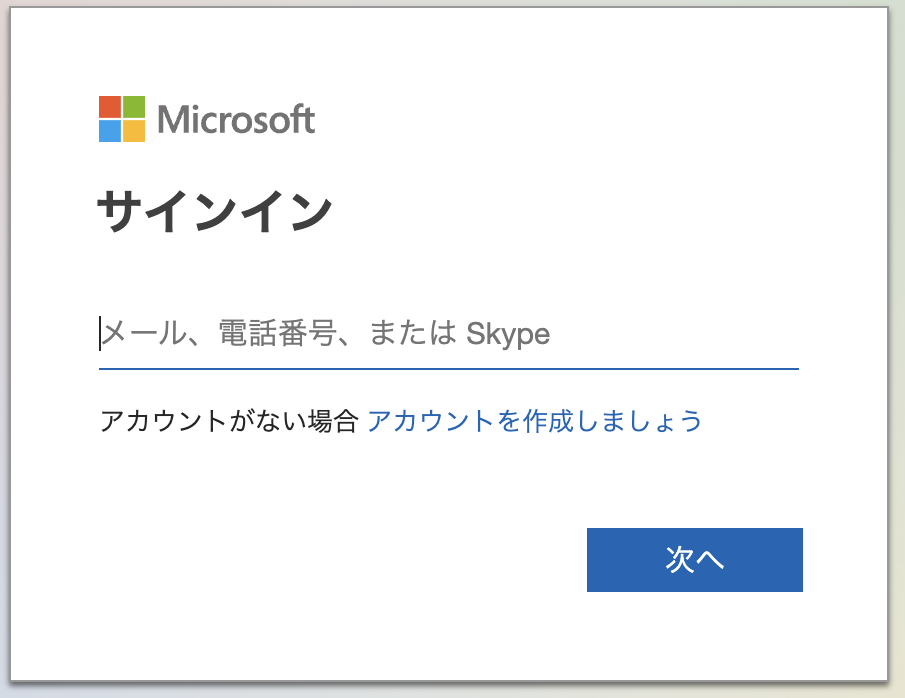 Microsoft
サインイン
メール、電話番号、または Skype
アカウントがない場合 アカウントを作成しましょう
次へ